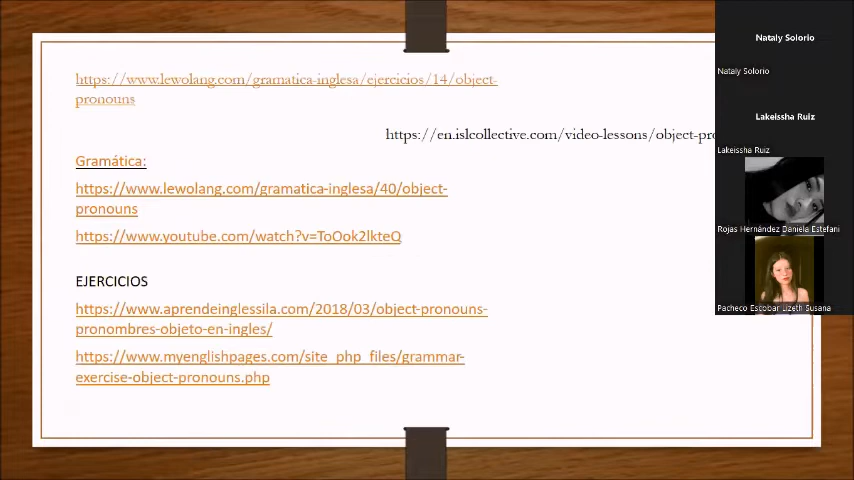 https://www.lewolang.com/gramatica-inglesa/ejercicios/14/object-
pronouns
https://en.islcollective.com/video-lessons/object-pro
Gramática:
https://www.lewolang.com/gramatica-inglesa/40/object-
pronouns
https://www.youtube.com/watch?v=ToOok2lkteQ
EJERCICIOS
https://www.aprendeinglessila.com/2018/03/object-pronouns-
pronombres-objeto-en-ingles/
https://www.myenglishpages.com/site_php_files/grammar-
exercise-object-pronouns.php
Nataly Solorio
Nataly Solorio
Lakeissha Ruiz
Lakeissha Ruiz
Rojas Hernández Daniela Estefani
Pacheco Escobar Lizeth Susana